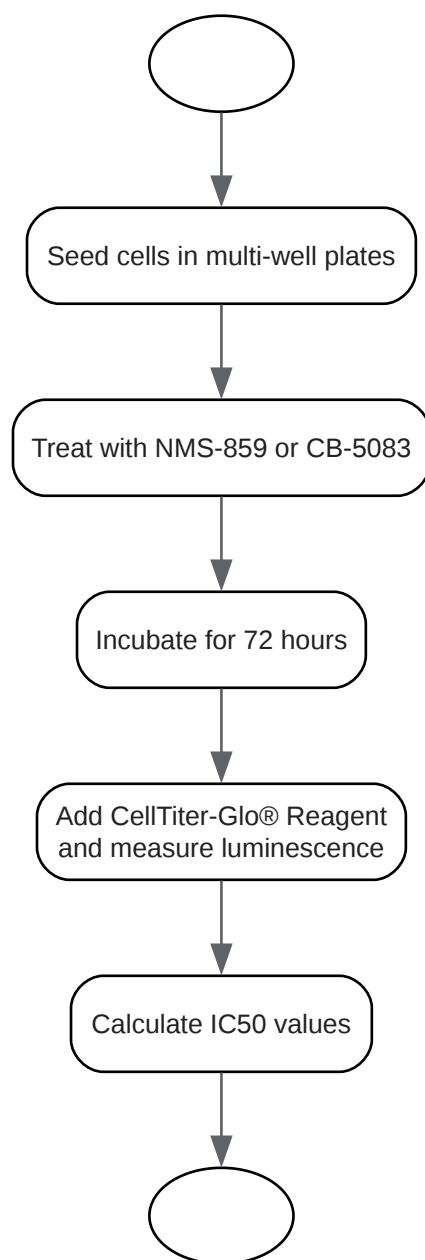 Seed cells in multi-well plates
Treat with NMS-859 or CB-5083
Incubate for 72 hours
Add CellTiter-Glo® Reagent
and measure luminescence
Calculate IC50 values